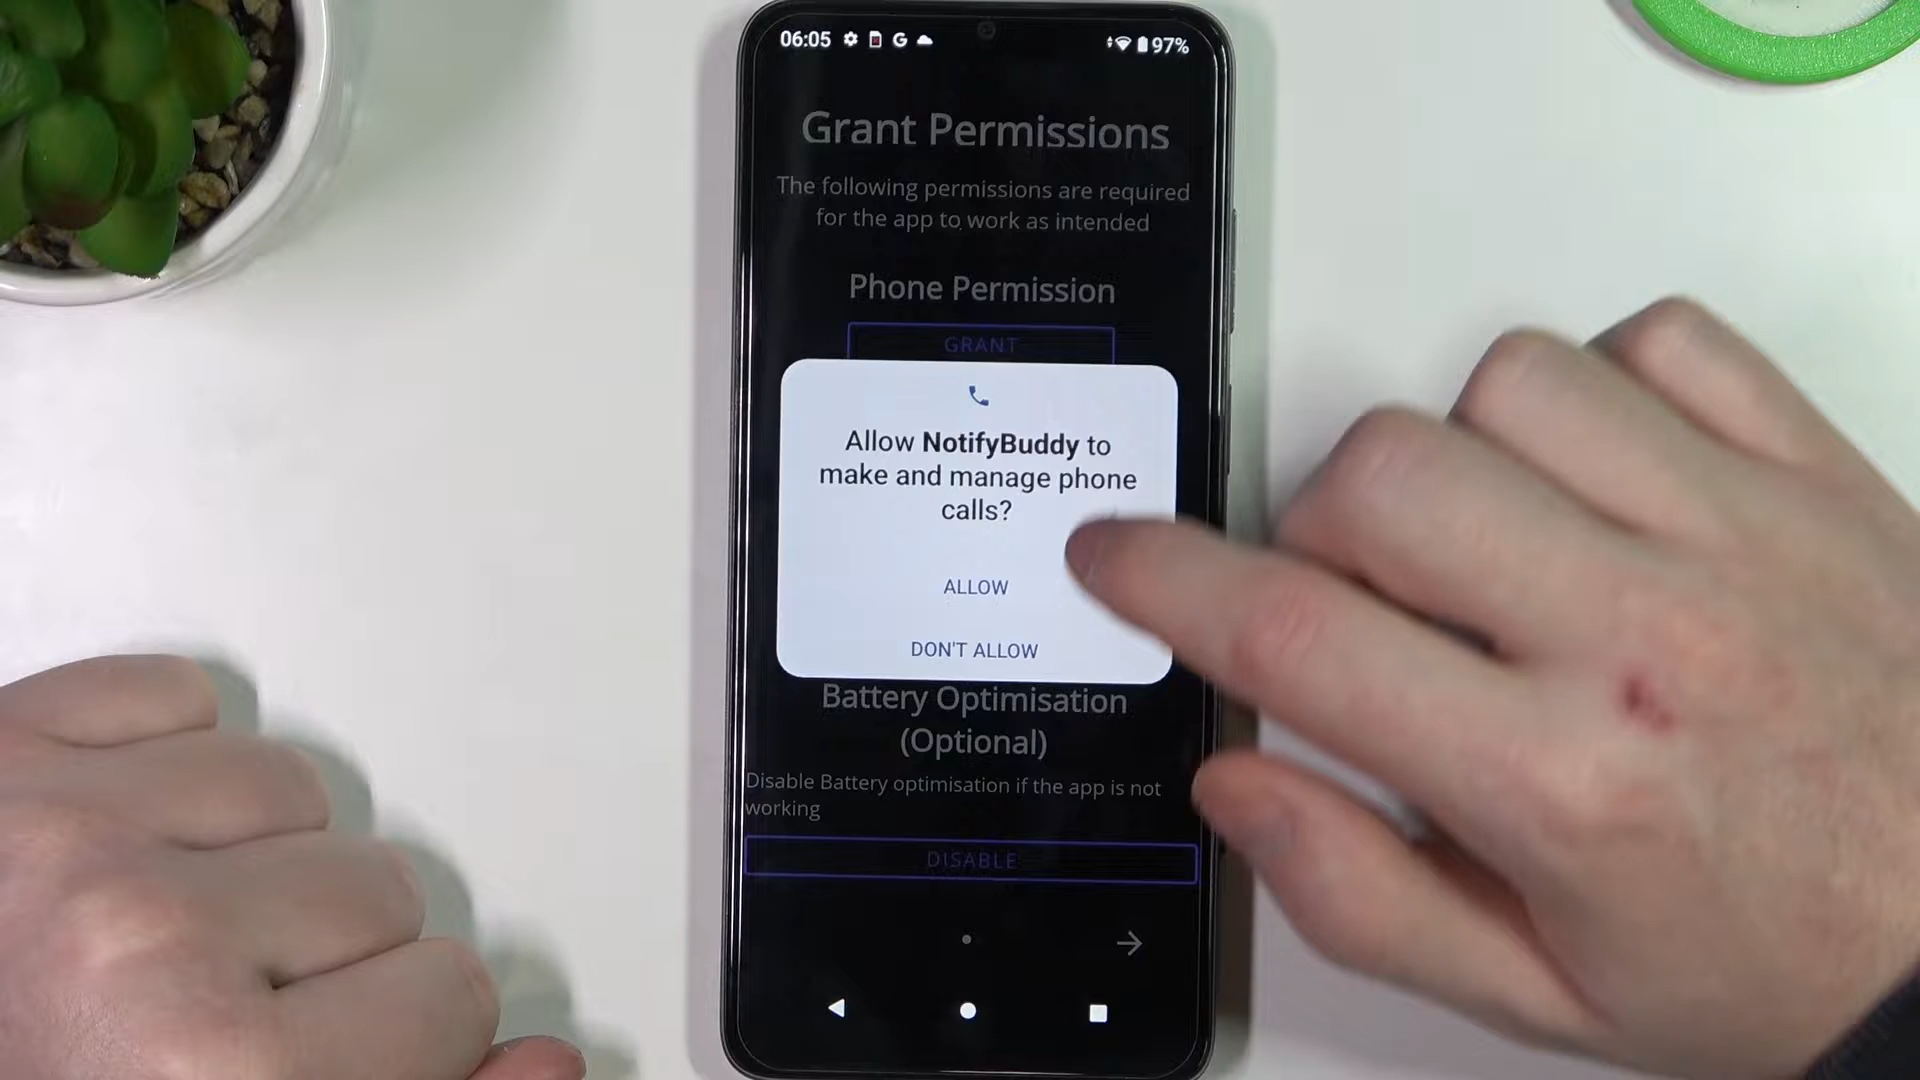 06:05 G 97%
Grant Permissions
The following permissions are required
for the app to work as intended
Phone Permission
GRANT
Allow NotifyBuddy to
make and manage phone
calls?
ALLOW
DON'T ALLOW
Battery Optimisation
(Optional)
Disable Battery optimisation if the app is not
working
DISABLE